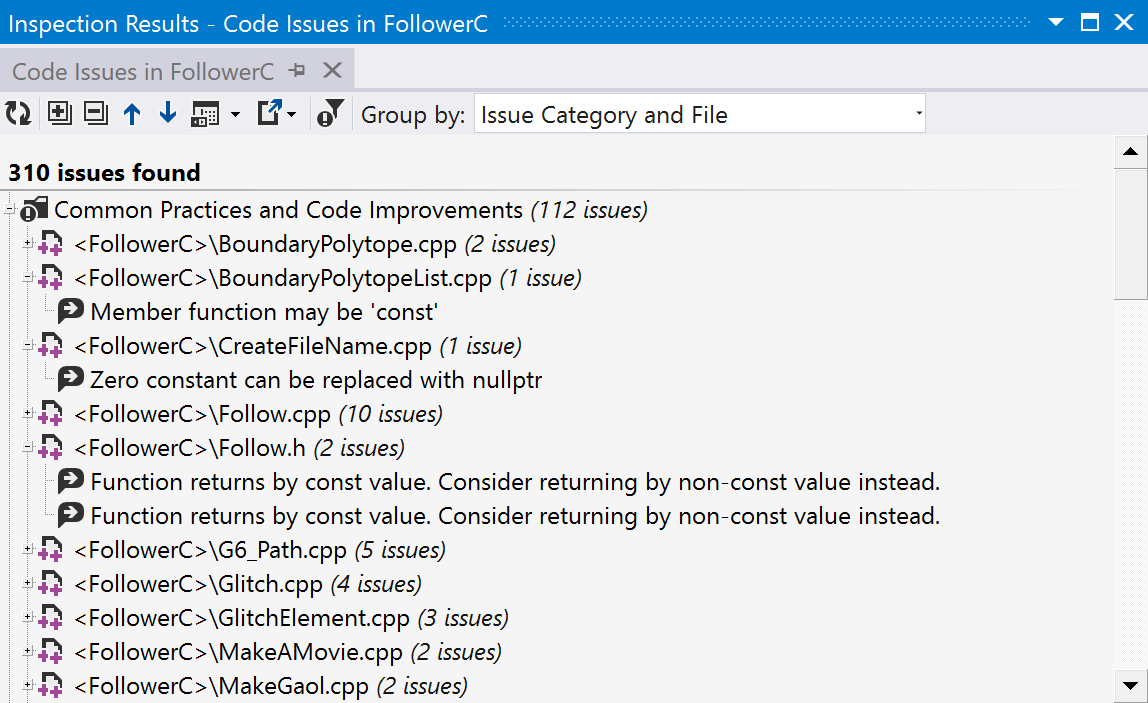 Inspection Results - Code Issues in FollowerC
Code Issues in FollowerC
Group by: Issue Category and File
310 issues found
Common Practices and Code Improvements (112 issues)
<FollowerC>\BoundaryPolytope.cpp (2 issues)
<FollowerC>\BoundaryPolytopeList.cpp (1 issue)
Member function may be 'const'
<FollowerC>\CreateFileName.cpp (1 issue)
Zero constant can be replaced with nullptr
<FollowerC>\Follow.cpp (10 issues)
<FollowerC>\Follow.h (2 issues)
Function returns by const value. Consider returning by non-const value instead.
Function returns by const value. Consider returning by non-const value instead.
<FollowerC>\G6_Path.cpp (5 issues)
<FollowerC>\Glitch.cpp (4 issues)
<FollowerC>\GlitchElement.cpp (3 issues)
<FollowerC>\MakeAMovie.cpp (2 issues)
<FollowerC>\MakeGaol.cpp (2 issues)